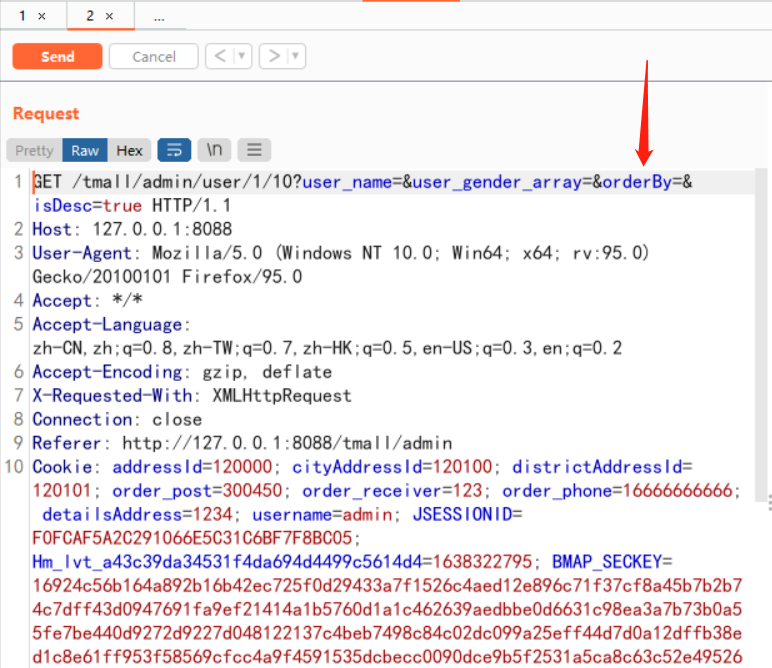 1 × 2 × ...
Send Cancel < >
Request
Pretty Raw Hex \n
1 GET /tmall/admin/user/1/10?user_name=&user_gender_array=&orderBy=&
isDesc=true HTTP/1.1
2 Host: 127.0.0.1:8088
3 User-Agent: Mozilla/5.0 (Windows NT 10.0; Win64; x64; rv:95.0)
Gecko/20100101 Firefox/95.0
4 Accept: */*
5 Accept-Language:
zh-CN,zh;q=0.8,zh-TW;q=0.7,zh-HK;q=0.5,en-US;q=0.3,en;q=0.2
6 Accept-Encoding: gzip, deflate
7 X-Requested-With: XMLHttpRequest
8 Connection: close
9 Referer: http://127.0.0.1:8088/tmall/admin
10 Cookie: addressId=120000; cityAddressId=120100; districtAddressId=
120101; order_post=300450; order_receiver=123; order_phone=16666666666;
detailsAddress=1234; username=admin; JSESSIONID=
F0FCAF5A2C291066E5C31C6BF7F8BC05;
Hm_lvt_a43c39da34531f4da694d4499c5614d4=1638322795; BMAP_SECKEY=
16924c56b164a892b16b42ec725f0d29433a7f1526c4aed12e896c71f37cf8a45b7b2b7
4c7dff43d0947691fa9ef21414a1b5760d1a1c462639aedbbe0d6631c98ea3a7b73b0a5
5fe7be440d9272d9227d048122137c4beb7498c84c02dc099a25eff44d7d0a12dffb38e
d1c8e61ff953f58569cfcc4a9f4591535dcbecc0090dce9b5f2531a5ca8c63c52e49526